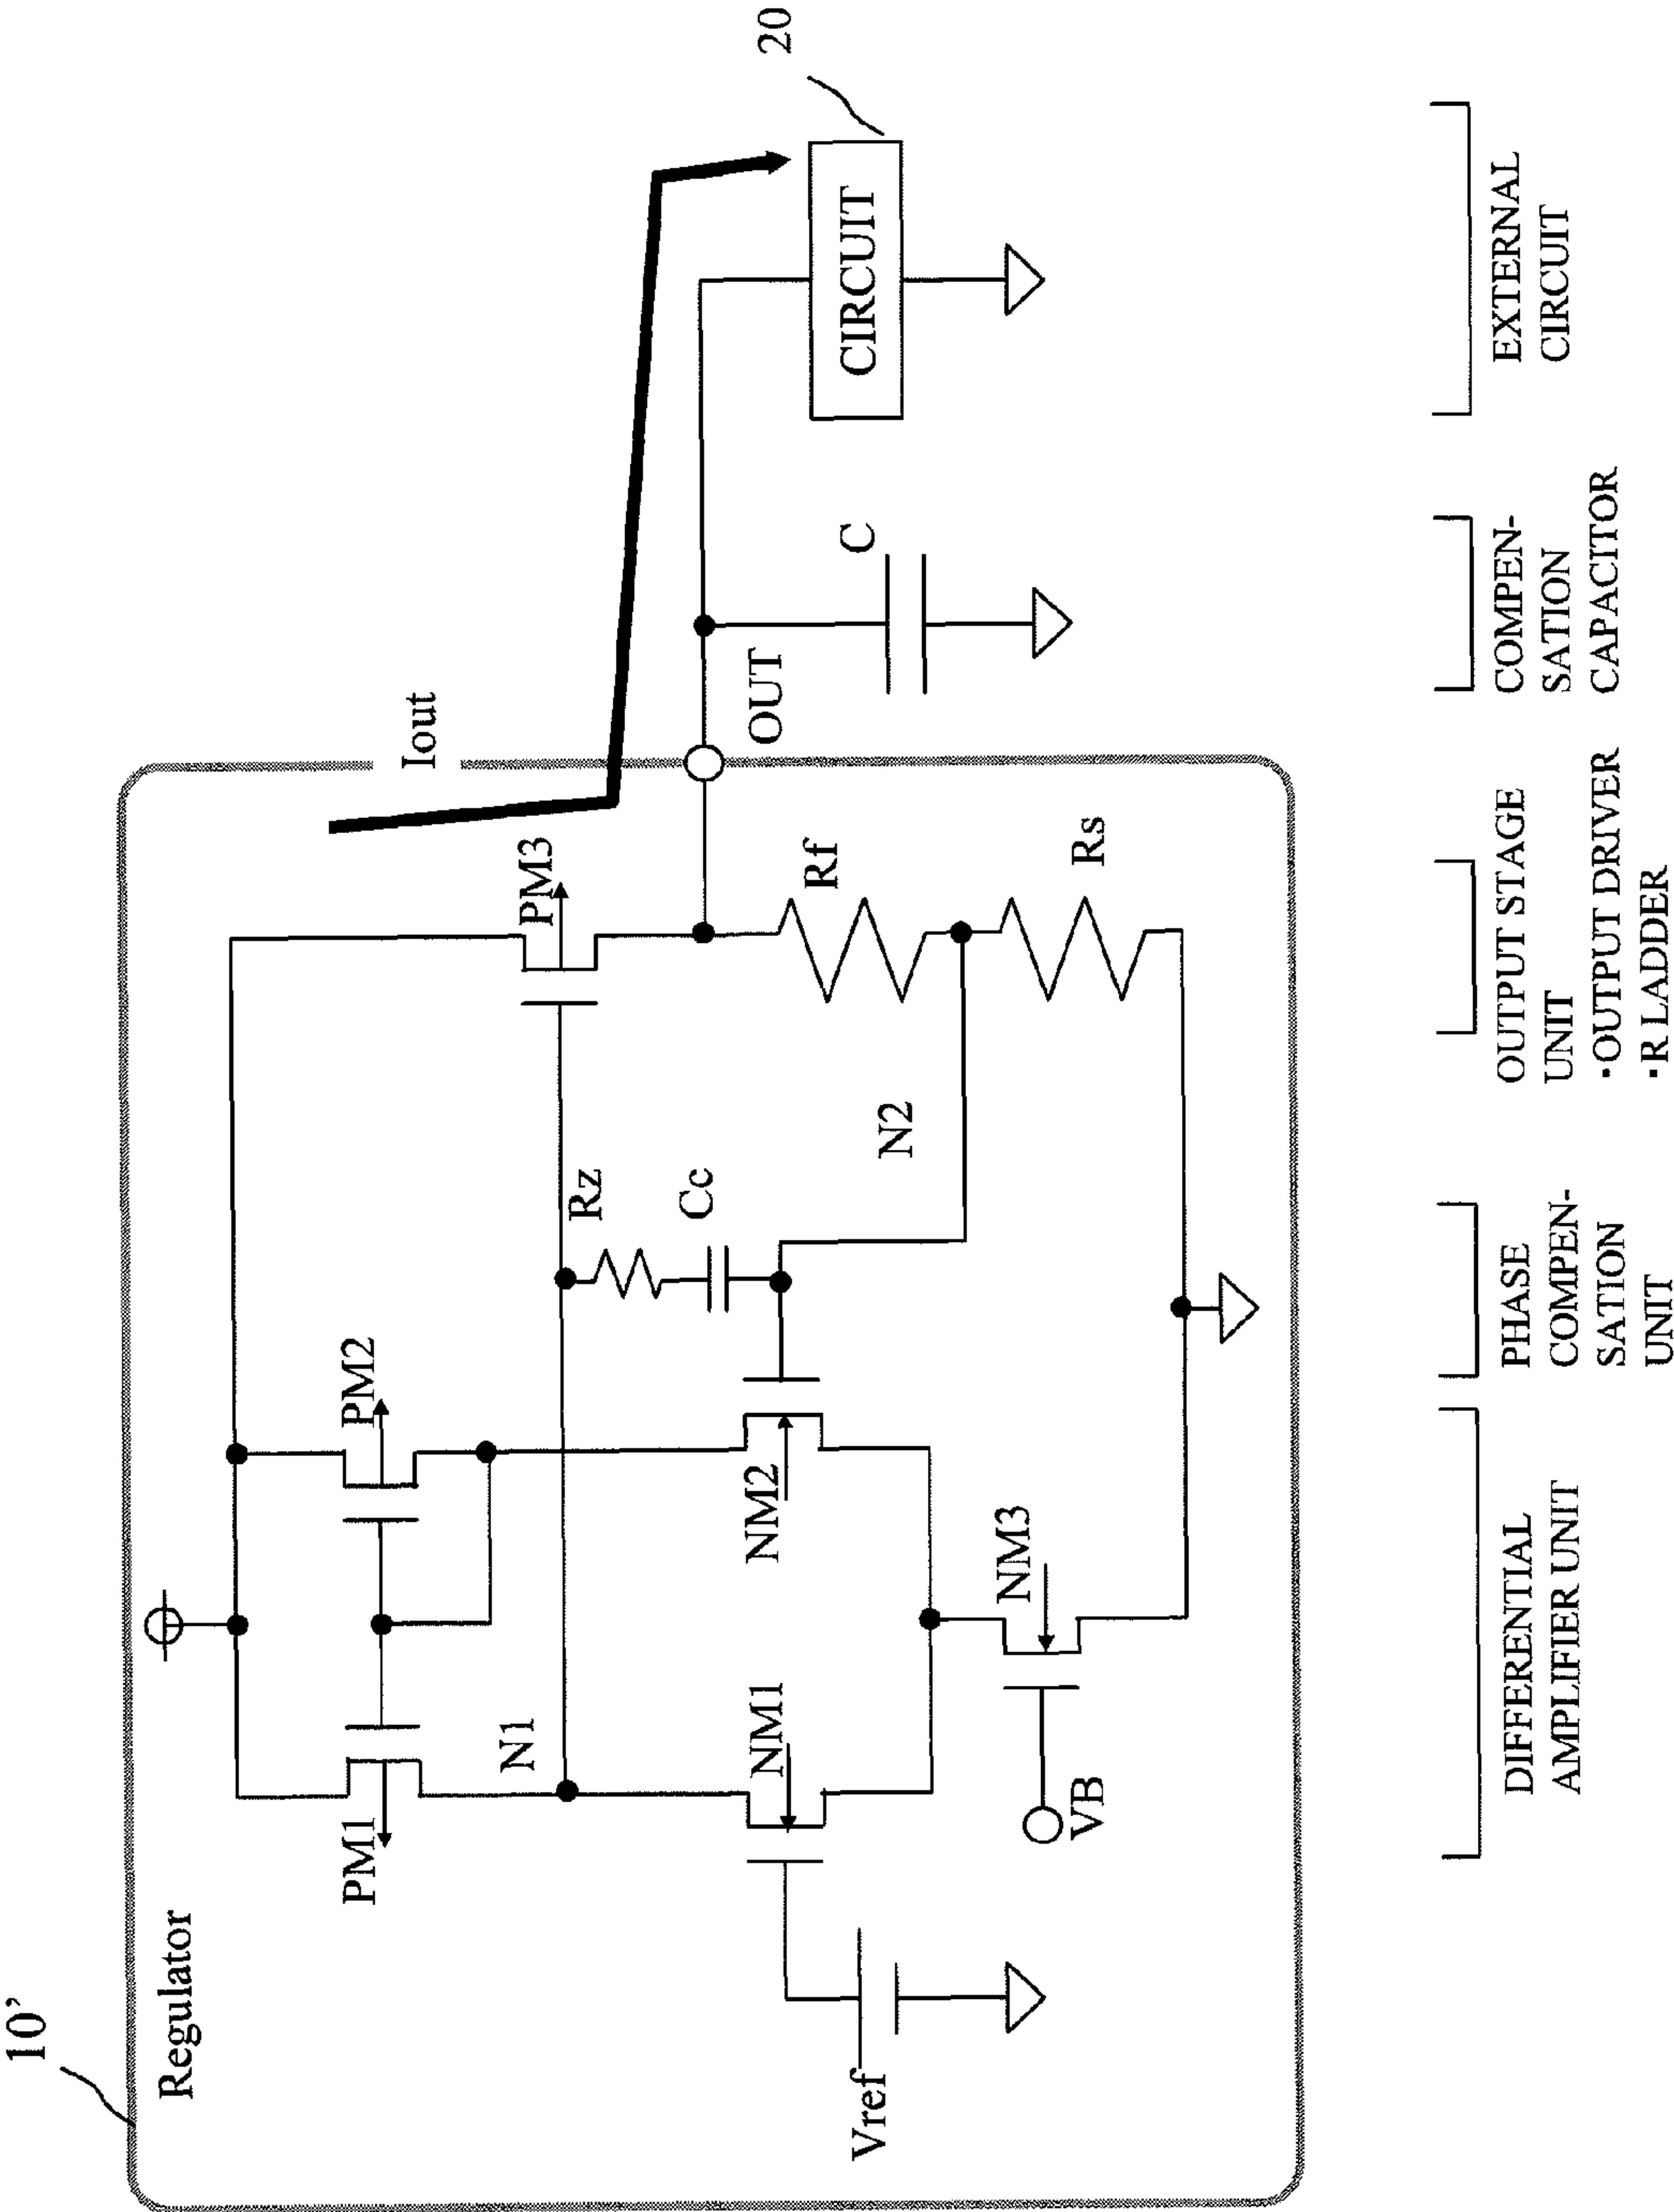 10’
Regulator
PM1
PM2
PM3
Iout
20
N1
Rz
Cc
NM1
NM2
N2
Rf
OUT
C
CIRCUIT
Vref
VB
NM3
Rs
DIFFERENTIAL
AMPLIFIER UNIT
PHASE
COMPEN-
SATION
UNIT
OUTPUT STAGE
UNIT
•OUTPUT DRIVER
•R LADDER
COMPEN-
SATION
CAPACITOR
EXTERNAL
CIRCUIT